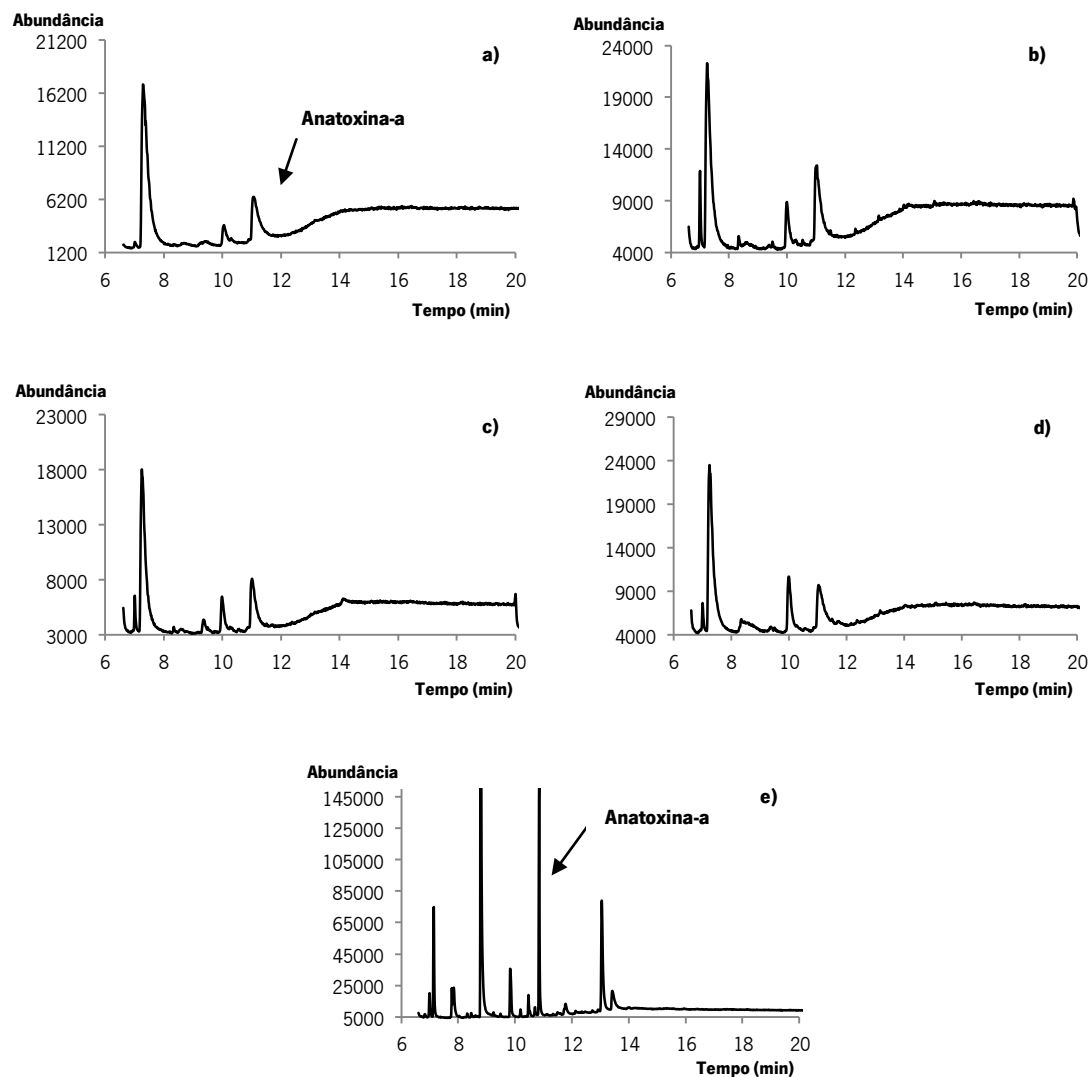 Abundância
21200
16200
11200
6200
1200
a)
Anatoxina-a
6 8 10 12 14 16 18 20
Tempo (min)
Abundância
24000
19000
14000
9000
4000
b)
6 8 10 12 14 16 18 20
Tempo (min)
Abundância
23000
18000
13000
8000
3000
c)
6 8 10 12 14 16 18 20
Tempo (min)
Abundância
29000
24000
19000
14000
9000
4000
d)
6 8 10 12 14 16 18 20
Tempo (min)
Abundância
145000
125000
105000
85000
65000
45000
25000
5000
e)
Anatoxina-a
6 8 10 12 14 16 18 20
Tempo (min)